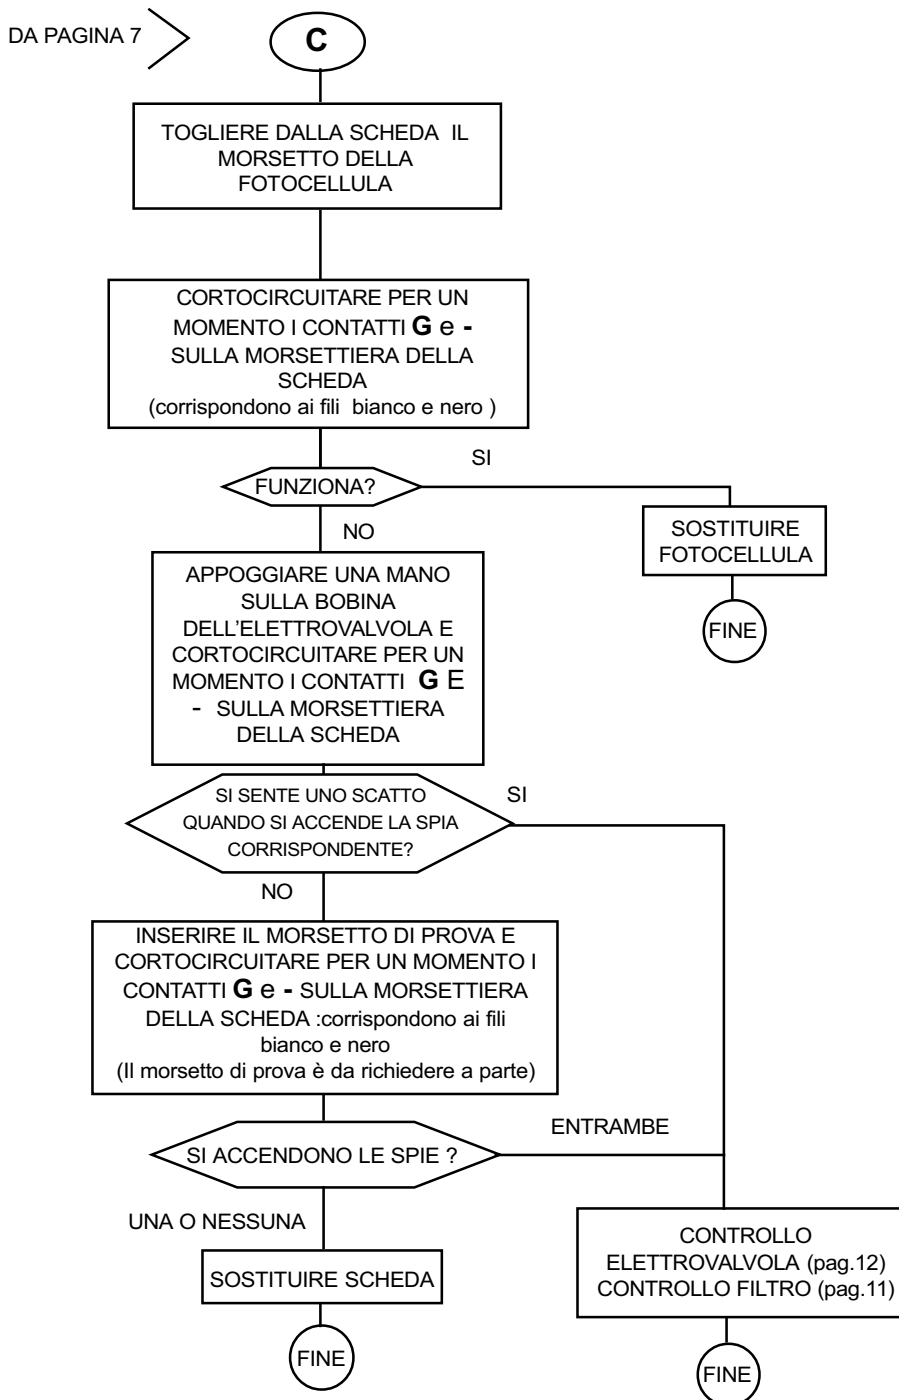 DA PAGINA 7
C
TOGLIERE DALLA SCHEDA IL
MORSETTO DELLA
FOTOCELLULA
CORTOCIRCUITARE PER UN
MOMENTO I CONTATTI G e -
SULLA MORSETTIERA DELLA
SCHEDA
(corrispondono ai fili bianco e nero )
SI
FUNZIONA?
NO
SOSTITUIRE
FOTOCELLULA
FINE
APPOGGIARE UNA MANO
SULLA BOBINA
DELL'ELETTROVALVOLA E
CORTOCIRCUITARE PER UN
MOMENTO I CONTATTI G E
- SULLA MORSETTIERA
DELLA SCHEDA
SI SENTE UNO SCATTO
QUANDO SI ACCENDE LA SPIA
CORRISPONDENTE?
SI
NO
INSERIRE IL MORSETTO DI PROVA E
CORTOCIRCUITARE PER UN MOMENTO I
CONTATTI G e - SULLA MORSETTIERA
DELLA SCHEDA :corrispondono ai fili
bianco e nero
(Il morsetto di prova è da richiedere a parte)
ENTRAMBE
SI ACCENDONO LE SPIE ?
UNA O NESSUNA
SOSTITUIRE SCHEDA
FINE
CONTROLLO
ELETTROVALVOLA (pag.12)
CONTROLLO FILTRO (pag.11)
FINE